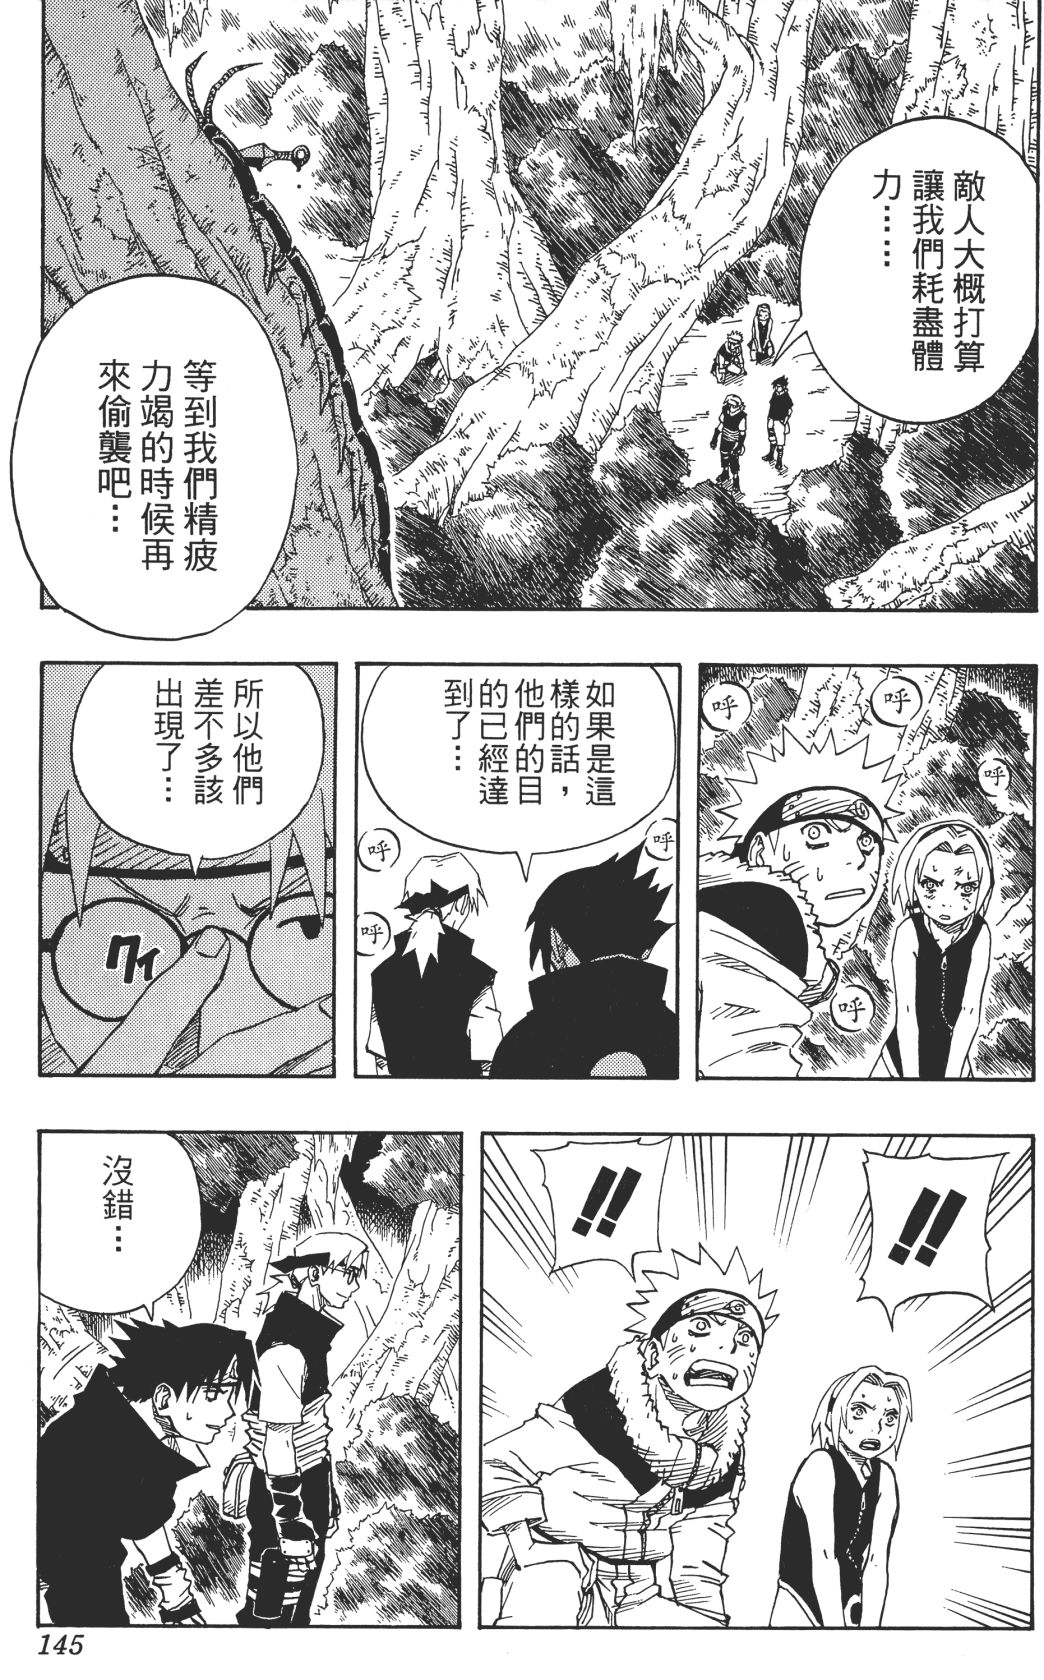 敵人大概打算
讓我們耗盡體
力……
等到我們精疲
力竭的時候再
來偷襲吧…
呼
呼
呼
如果是這
樣的話，
他們的目
的已經達
到了…
呼
呼
呼
所以他們
差不多該
出現了…
クイ
!!
!!
沒錯…
145